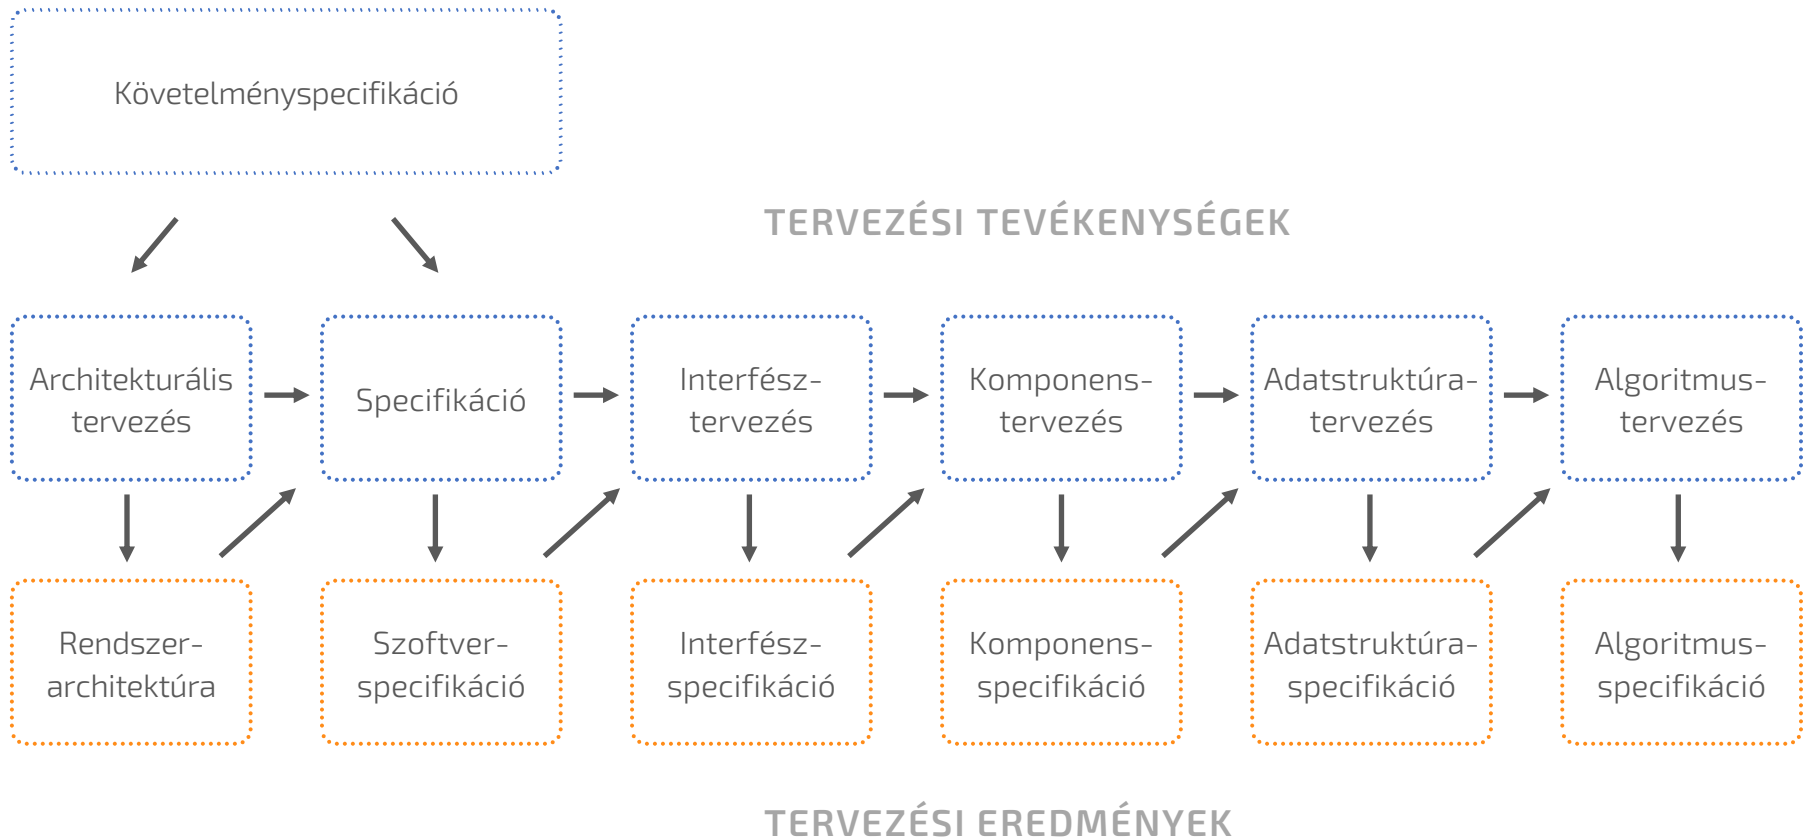 Követelményspecifikáció
TERVEZÉSI TEVÉKENYSÉGEK
Architekturális
tervezés
Specifikáció
Interfész-
tervezés
Komponens-
tervezés
Adatstruktúra-
tervezés
Algoritmus-
tervezés
Rendszer-
architektúra
Szoftver-
specifikáció
Interfész-
specifikáció
Komponens-
specifikáció
Adatstruktúra-
specifikáció
Algoritmus-
specifikáció
TERVEZÉSI EREDMÉNYEK